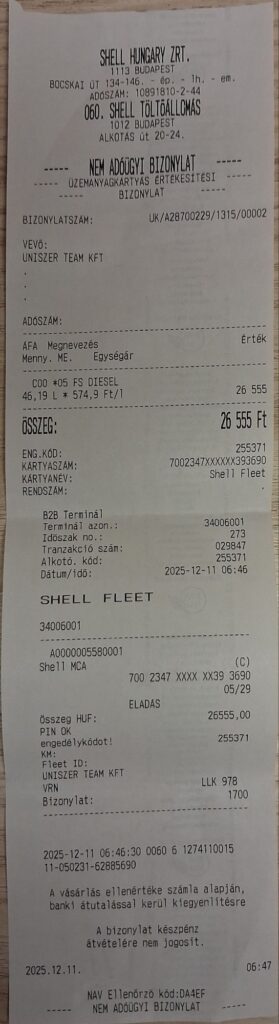 SHELL HUNGARY ZRT.
1113 BUDAPEST
BOCSKAI ÚT 134-146. - ép. - lh. - em.
ADÓSZÁM: 10891810-2-44
060. SHELL TÖLTŐÁLLOMÁS
1012 BUDAPEST
ALKOTÁS út 20-24.
----- NEM ADÓÜGYI BIZONYLAT -----
----- ÜZEMANYAGKÁRTYÁS ÉRTÉKESÍTÉSI -----
BIZONYLAT
BIZONYLATSZÁM: UK/A28700229/1315/00002
VEVŐ:
UNISZER TEAM KFT
.
.
.
ADÓSZÁM:
ÁFA Megnevezés Érték
Menny. ME. Egységár
C00 *05 FS DIESEL
46,19 L * 574,9 Ft/l 26 555
ÖSSZEG: 26 555 Ft
ENG.KÓD: 255371
KÁRTYASZÁM: 7002347XXXXXX393690
KÁRTYANÉV: Shell Fleet
RENDSZÁM: .
B2B Terminál
Terminál azon.: 34006001
Időszak no.: 273
Tranzakció szám: 029847
Alkotó. kód: 255371
Dátum/idő: 2025-12-11 06:46
SHELL FLEET
34006001
A0000005580001
Shell MCA (C)
700 2347 XXXX XX39 3690
05/29
ELADÁS
Összeg HUF: 26555,00
PIN OK
engedélykódot! 255371
KM:
Fleet ID:
UNISZER TEAM KFT
VRN LLK 978
Bizonylat: 1700
2025-12-11 06:46:30 0060 6 1274110015
11-050231-62885690
A vásárlás ellenértéke számla alapján,
banki átutalással kerül kiegyenlítésre
A bizonylat készpénz
átvételére nem jogosít.
2025.12.11. 06:47
NAV Ellenőrző kód:DA4EF
----- NEM ADÓÜGYI BIZONYLAT -----